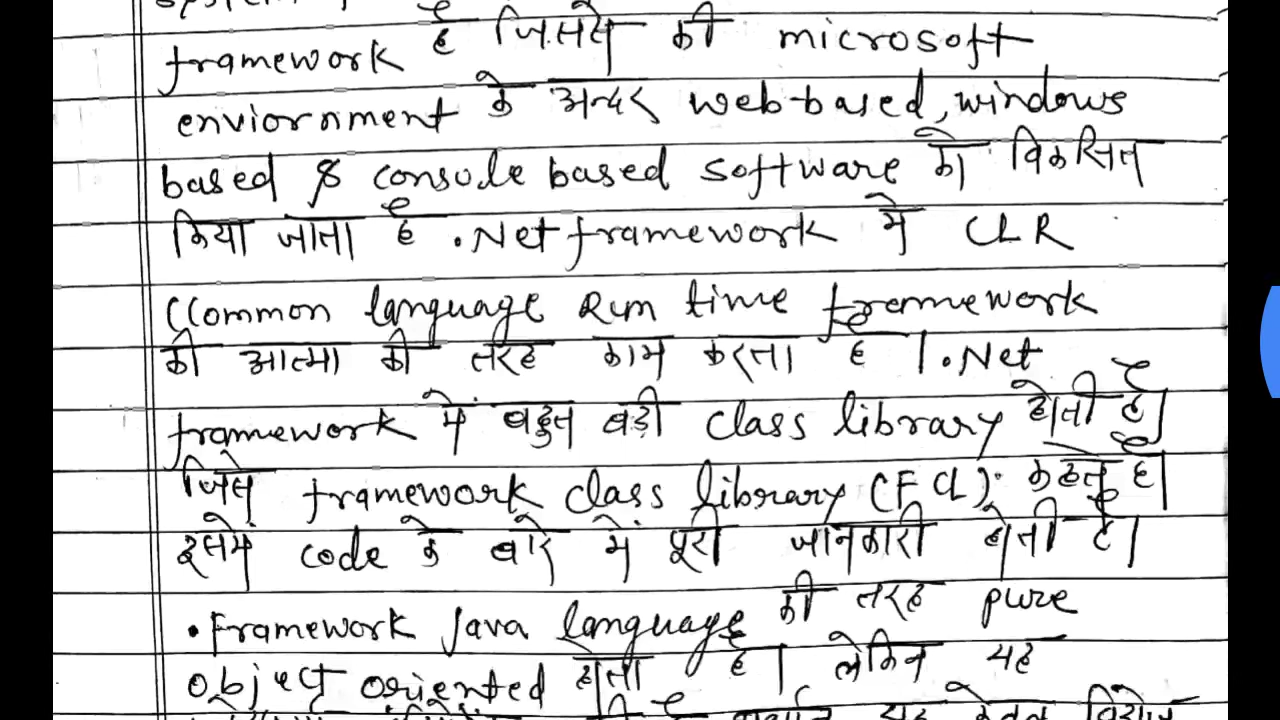 framework है जिसकी की microsoft
enviornment के अन्दर web-based, windows
based & console based software को विकसित
किया जाता है .Net framework में CLR
(Common language Run time framework
की आत्मा की तरह काम करता है ।.Net
framework में बहुत बड़ी class library होती है।
जिसे framework class library (FCL). कहते है।
इसमें code के बारे में पूरी जानकारी होती है।
.Framework Java language की तरह pure
object oriented होता है। लेकिन यह